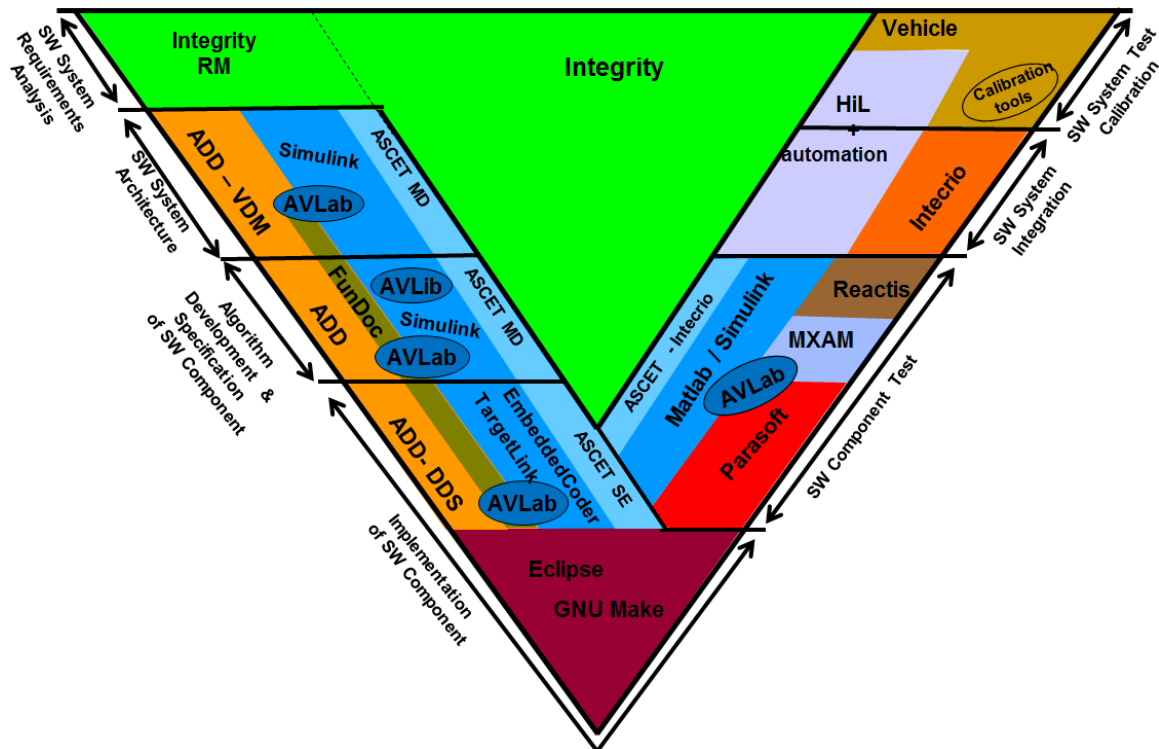 SW System
Requirements
Analysis
Integrity
RM
Integrity
Vehicle
Calibration
tools
HiL
+
automation
SW System Test
Calibration
SW System
Architecture
ADD – VDM
Simulink
AVLab
ASCET MD
Intecrio
SW System
Integration
Algorithm
Development &
Specification
of SW Component
ADD
FunDoc
AVLib
Simulink
AVLab
ASCET MD
ASCET - Intecrio
Matlab / Simulink
AVLab
Reactis
MXAM
Parasoft
SW Component Test
Implementation
of SW Component
ADD- DDS
TargetLink
EmbeddedCoder
AVLab
ASCET SE
Eclipse
GNU Make